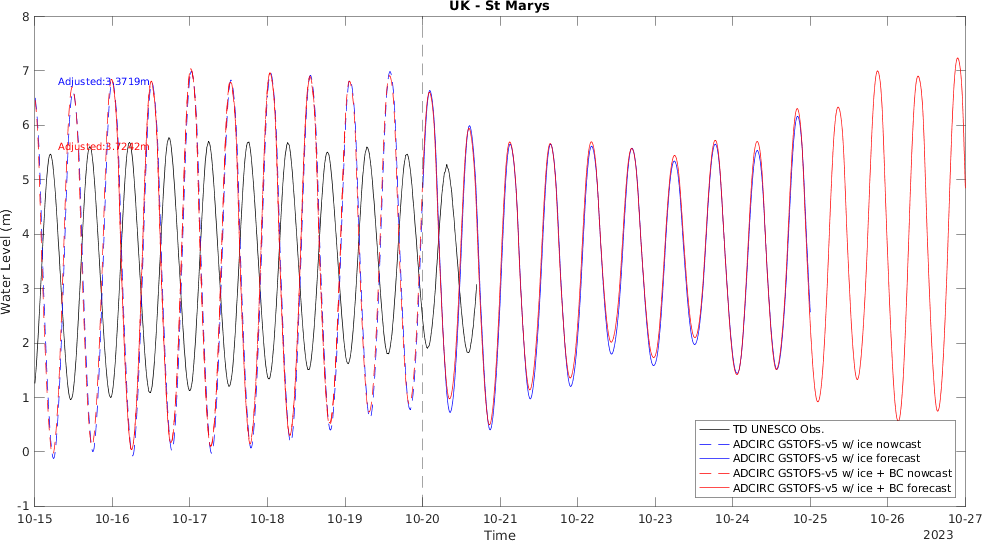 UK - St Marys
8
7
6
5
4
3
2
1
0
-1
Water Level (m)
Adjusted:3.3719m
Adjusted:3.7242m
TD UNESCO Obs.
ADCIRC GSTOFS-v5 w/ ice nowcast
ADCIRC GSTOFS-v5 w/ ice forecast
ADCIRC GSTOFS-v5 w/ ice + BC nowcast
ADCIRC GSTOFS-v5 w/ ice + BC forecast
10-15 10-16 10-17 10-18 10-19 10-20 10-21 10-22 10-23 10-24 10-25 10-26 10-27
Time
2023